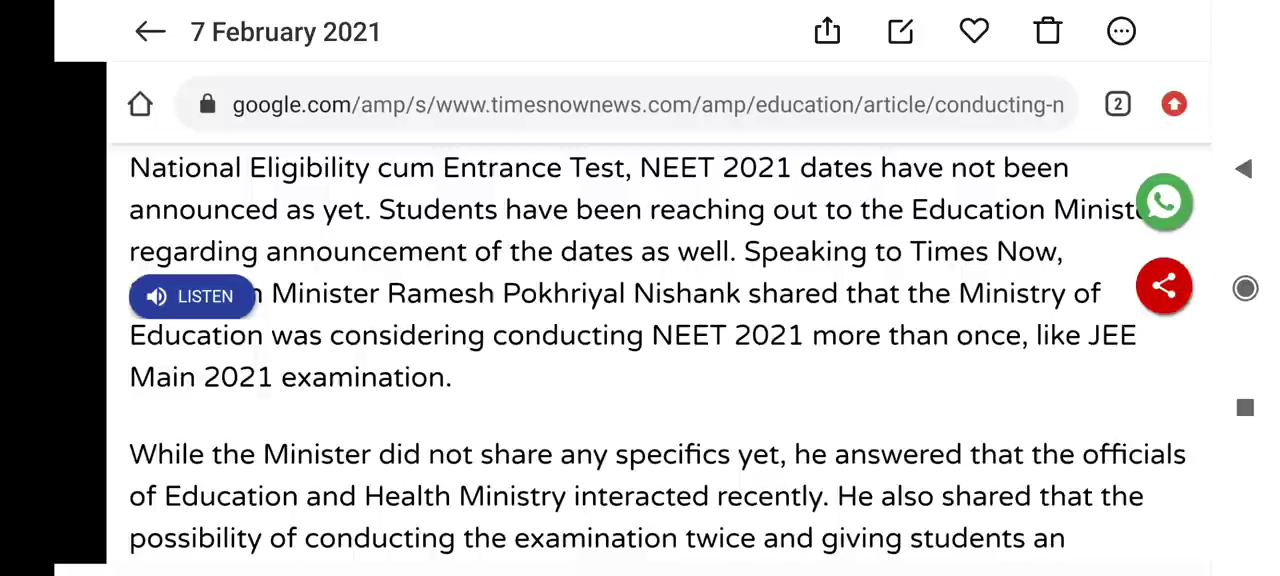 7 February 2021
google.com/amp/s/www.timesnownews.com/amp/education/article/conducting-n
2
National Eligibility cum Entrance Test, NEET 2021 dates have not been
announced as yet. Students have been reaching out to the Education
regarding announcement of the dates as well. Speaking to Times Now,
LISTEN Minister Ramesh Pokhriyal Nishank shared that the Ministry of
Education was considering conducting NEET 2021 more than once, like JEE
Main 2021 examination.
While the Minister did not share any specifics yet, he answered that the officials
of Education and Health Ministry interacted recently. He also shared that the
possibility of conducting the examination twice and giving students an